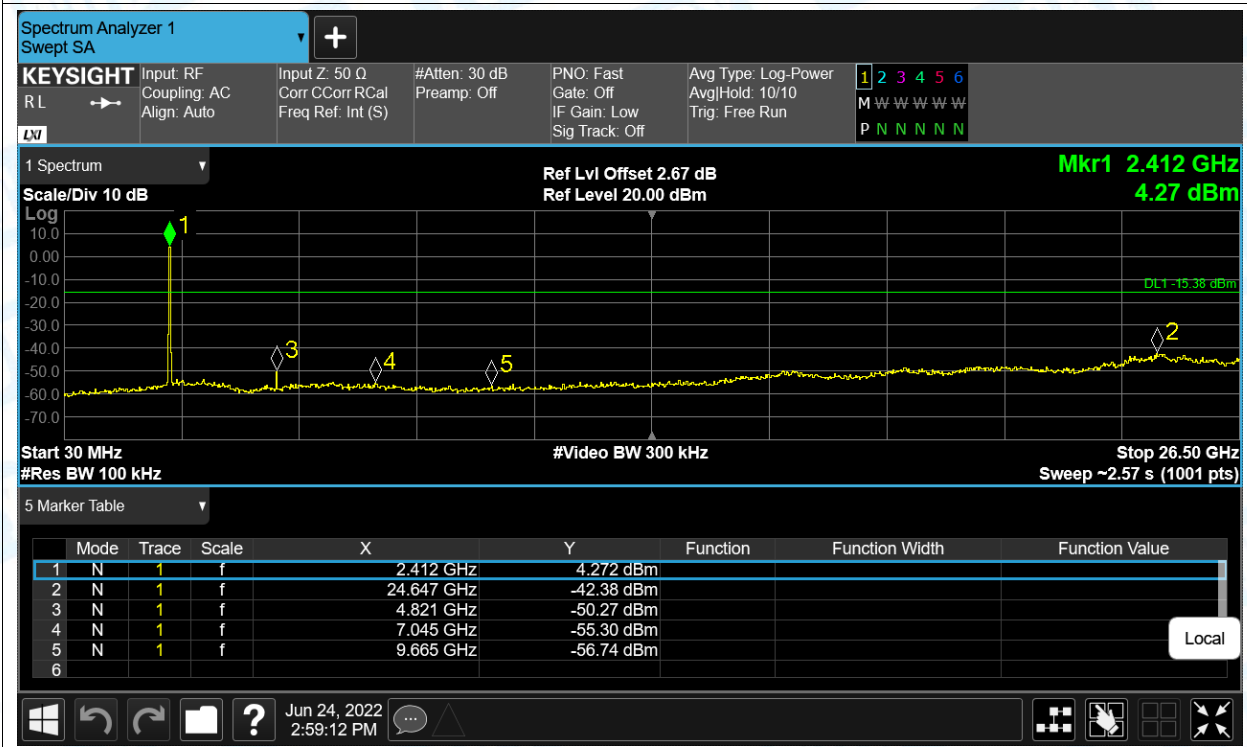 Spectrum Analyzer 1
Swept SA
KEYSIGHT
RL
LXI
Input: RF
Coupling: AC
Align: Auto
Input Z: 50 Ω
Corr CCorr RCal
Freq Ref: Int (S)
#Atten: 30 dB
Preamp: Off
PNO: Fast
Gate: Off
IF Gain: Low
Sig Track: Off
Avg Type: Log-Power
Avg|Hold: 10/10
Trig: Free Run
1 2 3 4 5 6
M W W W W W
P N N N N N
1 Spectrum
Scale/Div 10 dB
Ref Lvl Offset 2.67 dB
Ref Level 20.00 dBm
Mkr1 2.412 GHz
4.27 dBm
Log
10.0
0.00
-10.0
-20.0
-30.0
-40.0
-50.0
-60.0
-70.0
1
DL1 -15.38 dBm
2
3
4
5
Start 30 MHz
#Video BW 300 kHz
Stop 26.50 GHz
#Res BW 100 kHz
Sweep ~2.57 s (1001 pts)
5 Marker Table
Mode Trace Scale X Y Function Function Width Function Value
1 N 1 f 2.412 GHz 4.272 dBm
2 N 1 f 24.647 GHz -42.38 dBm
3 N 1 f 4.821 GHz -50.27 dBm
4 N 1 f 7.045 GHz -55.30 dBm
5 N 1 f 9.665 GHz -56.74 dBm
6
Local
?
Jun 24, 2022
2:59:12 PM